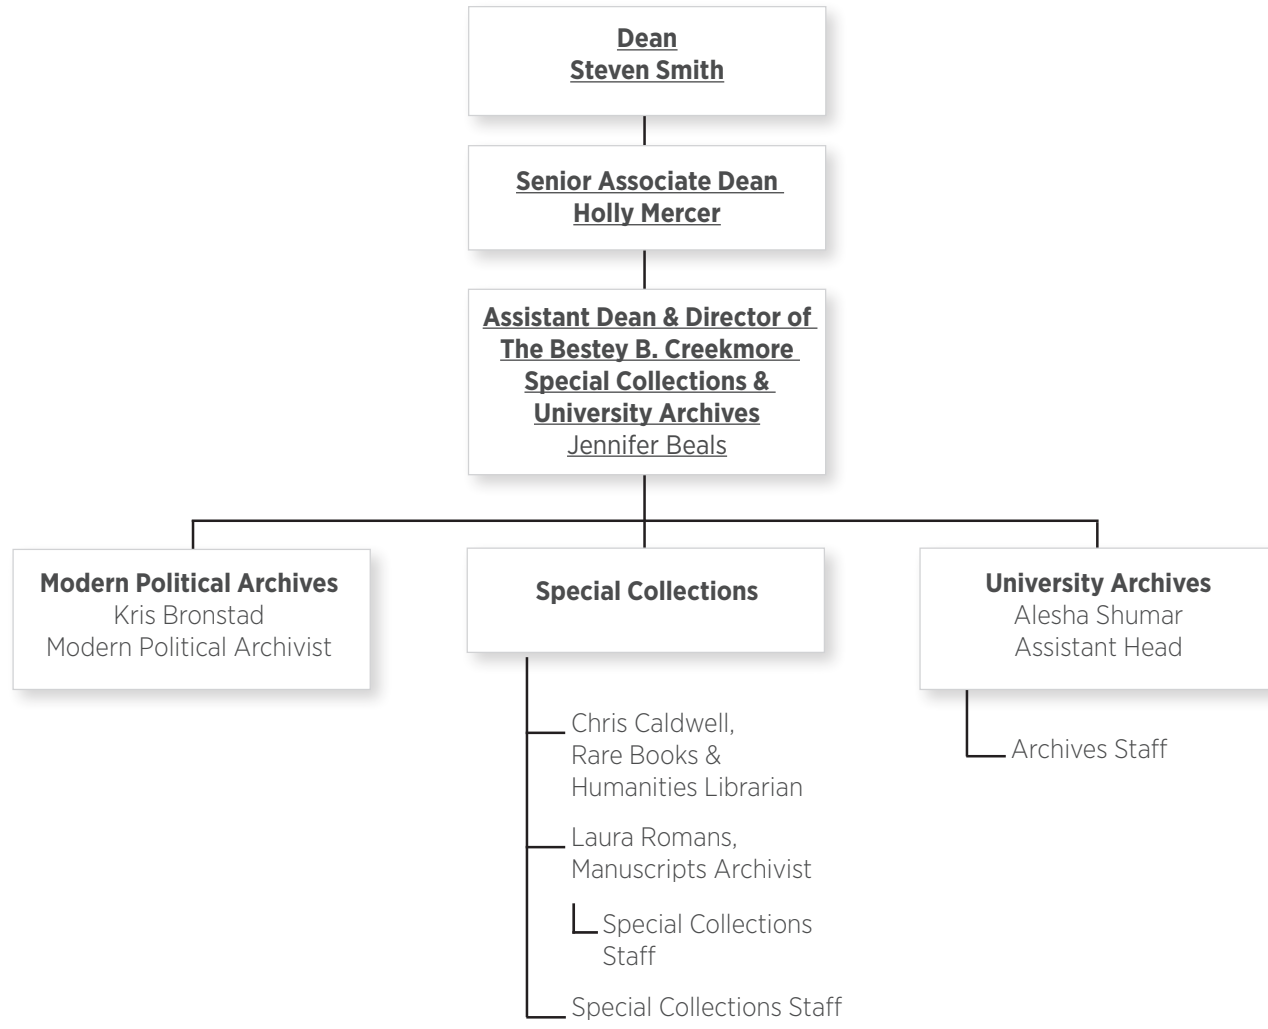 Dean
Steven Smith
Senior Associate Dean
Holly Mercer
Assistant Dean & Director of
The Bestey B. Creekmore
Special Collections &
University Archives
Jennifer Beals
Modern Political Archives
Kris Bronstad
Modern Political Archivist
Special Collections
University Archives
Alesha Shumar
Assistant Head
Chris Caldwell,
Rare Books &
Humanities Librarian
Laura Romans,
Manuscripts Archivist
Special Collections
Staff
Special Collections Staff
Archives Staff